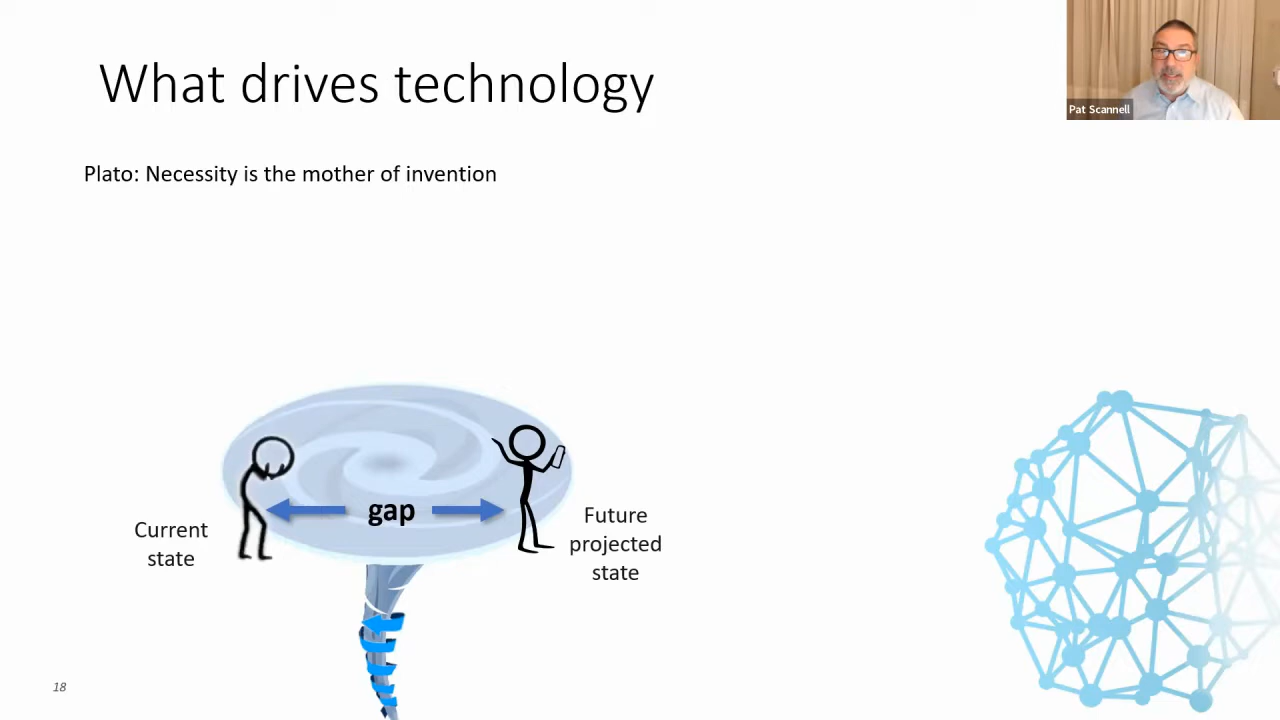 What drives technology
Pat Scannell
Plato: Necessity is the mother of invention
gap
Current
state
Future
projected
state
18